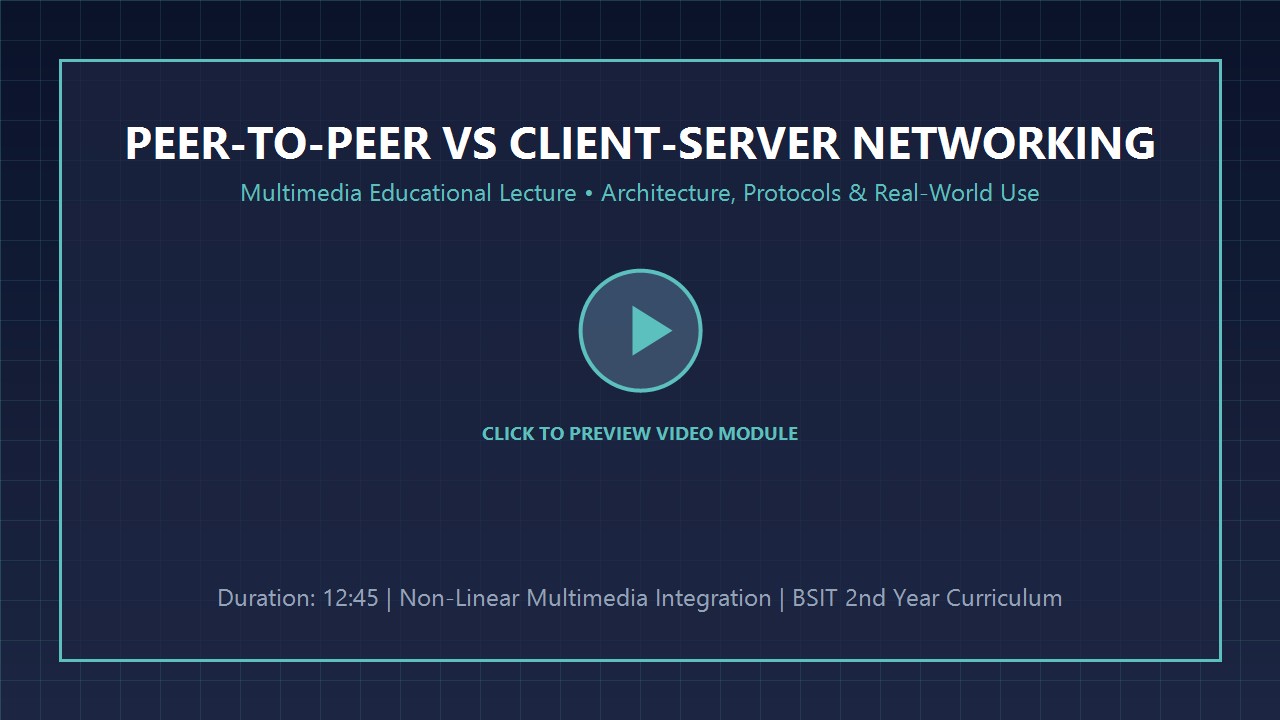 PEER-TO-PEER VS CLIENT-SERVER NETWORKING
Multimedia Educational Lecture • Architecture, Protocols & Real-World Use
CLICK TO PREVIEW VIDEO MODULE
Duration: 12:45 | Non-Linear Multimedia Integration | BSIT 2nd Year Curriculum